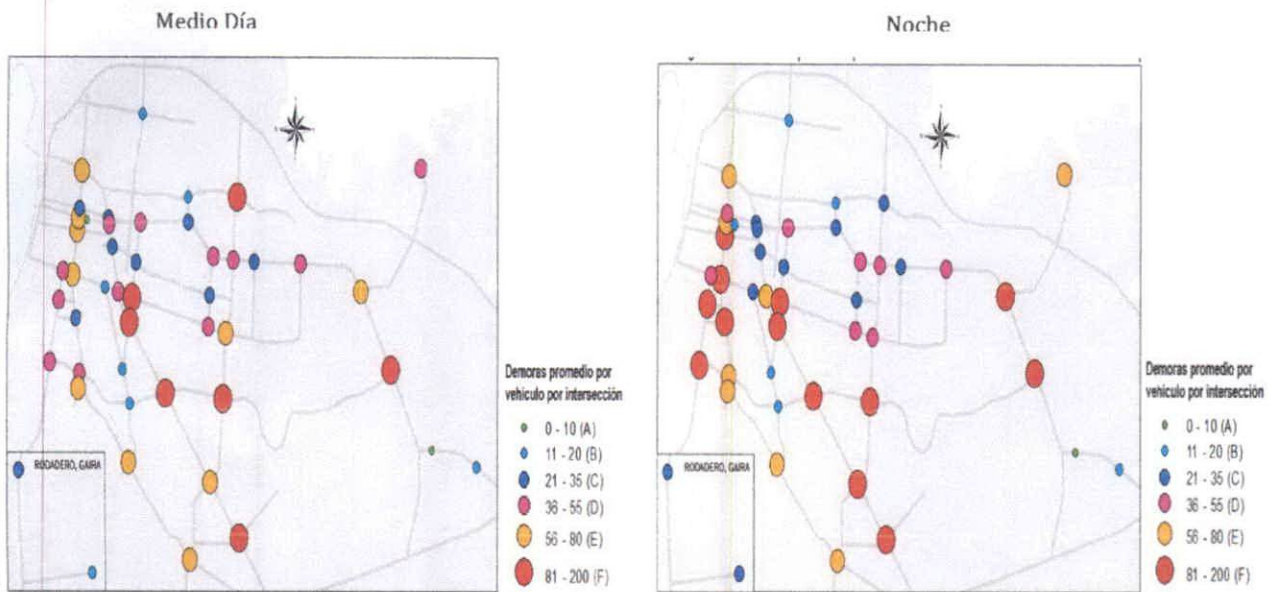 Medio Día
Noche
RODADERO, GAIRA
Demoras promedio por
vehículo por intersección
0 - 10 (A)
11 - 20 (B)
21 - 35 (C)
36 - 55 (D)
56 - 80 (E)
81 - 200 (F)
RODADERO, GAIRA
Demoras promedio por
vehículo por intersección
0 - 10 (A)
11 - 20 (B)
21 - 35 (C)
36 - 55 (D)
56 - 80 (E)
81 - 200 (F)